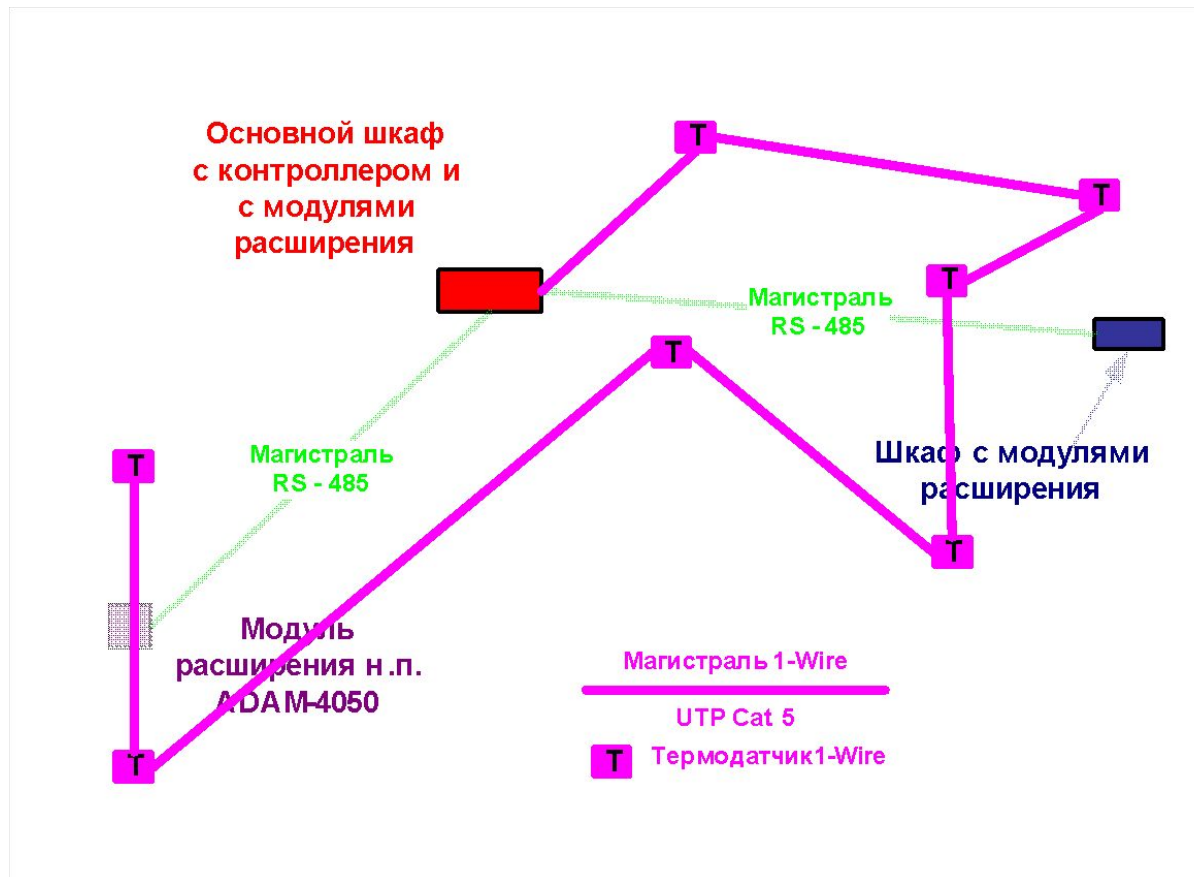 Основной шкаф
с контроллером и
с модулями
расширения
T
T
T
Магистраль
RS - 485
T
Магистраль
RS - 485
T
Шкаф с модулями
расширения
T
Модуль
расширения н.п.
ADAM-4050
T
Магистраль 1-Wire
UTP Cat 5
T Термодатчик1-Wire